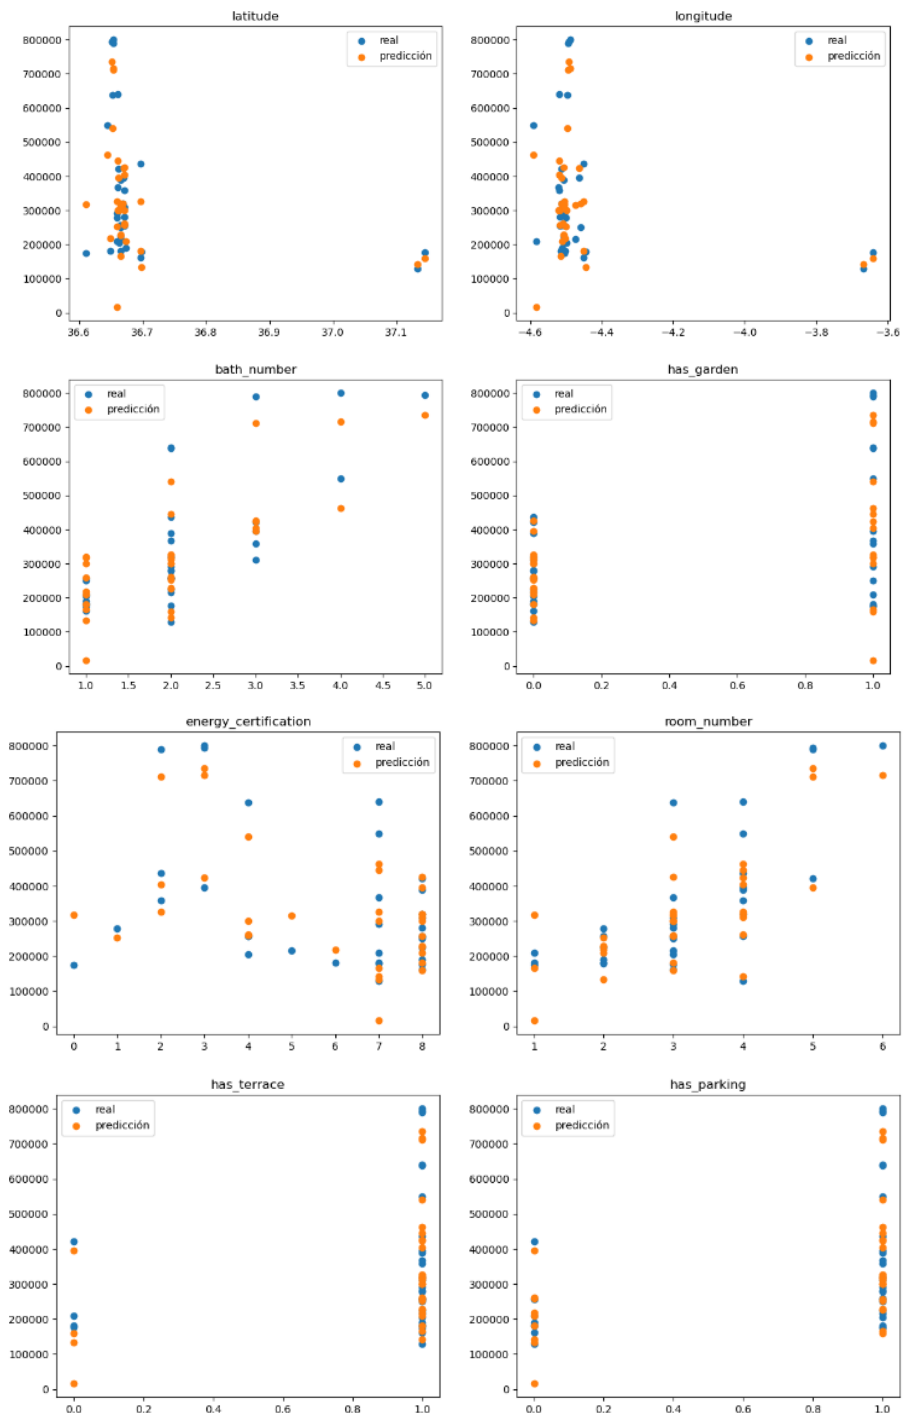 latitude
800000
700000
600000
500000
400000
300000
200000
100000
0
36.6 36.7 36.8 36.9 37.0 37.1
real
predicción
longitude
800000
700000
600000
500000
400000
300000
200000
100000
0
−4.6 −4.4 −4.2 −4.0 −3.8 −3.6
real
predicción
bath_number
800000
700000
600000
500000
400000
300000
200000
100000
0
1.0 1.5 2.0 2.5 3.0 3.5 4.0 4.5 5.0
real
predicción
has_garden
800000
700000
600000
500000
400000
300000
200000
100000
0
0.0 0.2 0.4 0.6 0.8 1.0
real
predicción
energy_certification
800000
700000
600000
500000
400000
300000
200000
100000
0
0 1 2 3 4 5 6 7 8
real
predicción
room_number
800000
700000
600000
500000
400000
300000
200000
100000
0
1 2 3 4 5 6
real
predicción
has_terrace
800000
700000
600000
500000
400000
300000
200000
100000
0
0.0 0.2 0.4 0.6 0.8 1.0
real
predicción
has_parking
800000
700000
600000
500000
400000
300000
200000
100000
0
0.0 0.2 0.4 0.6 0.8 1.0
real
predicción